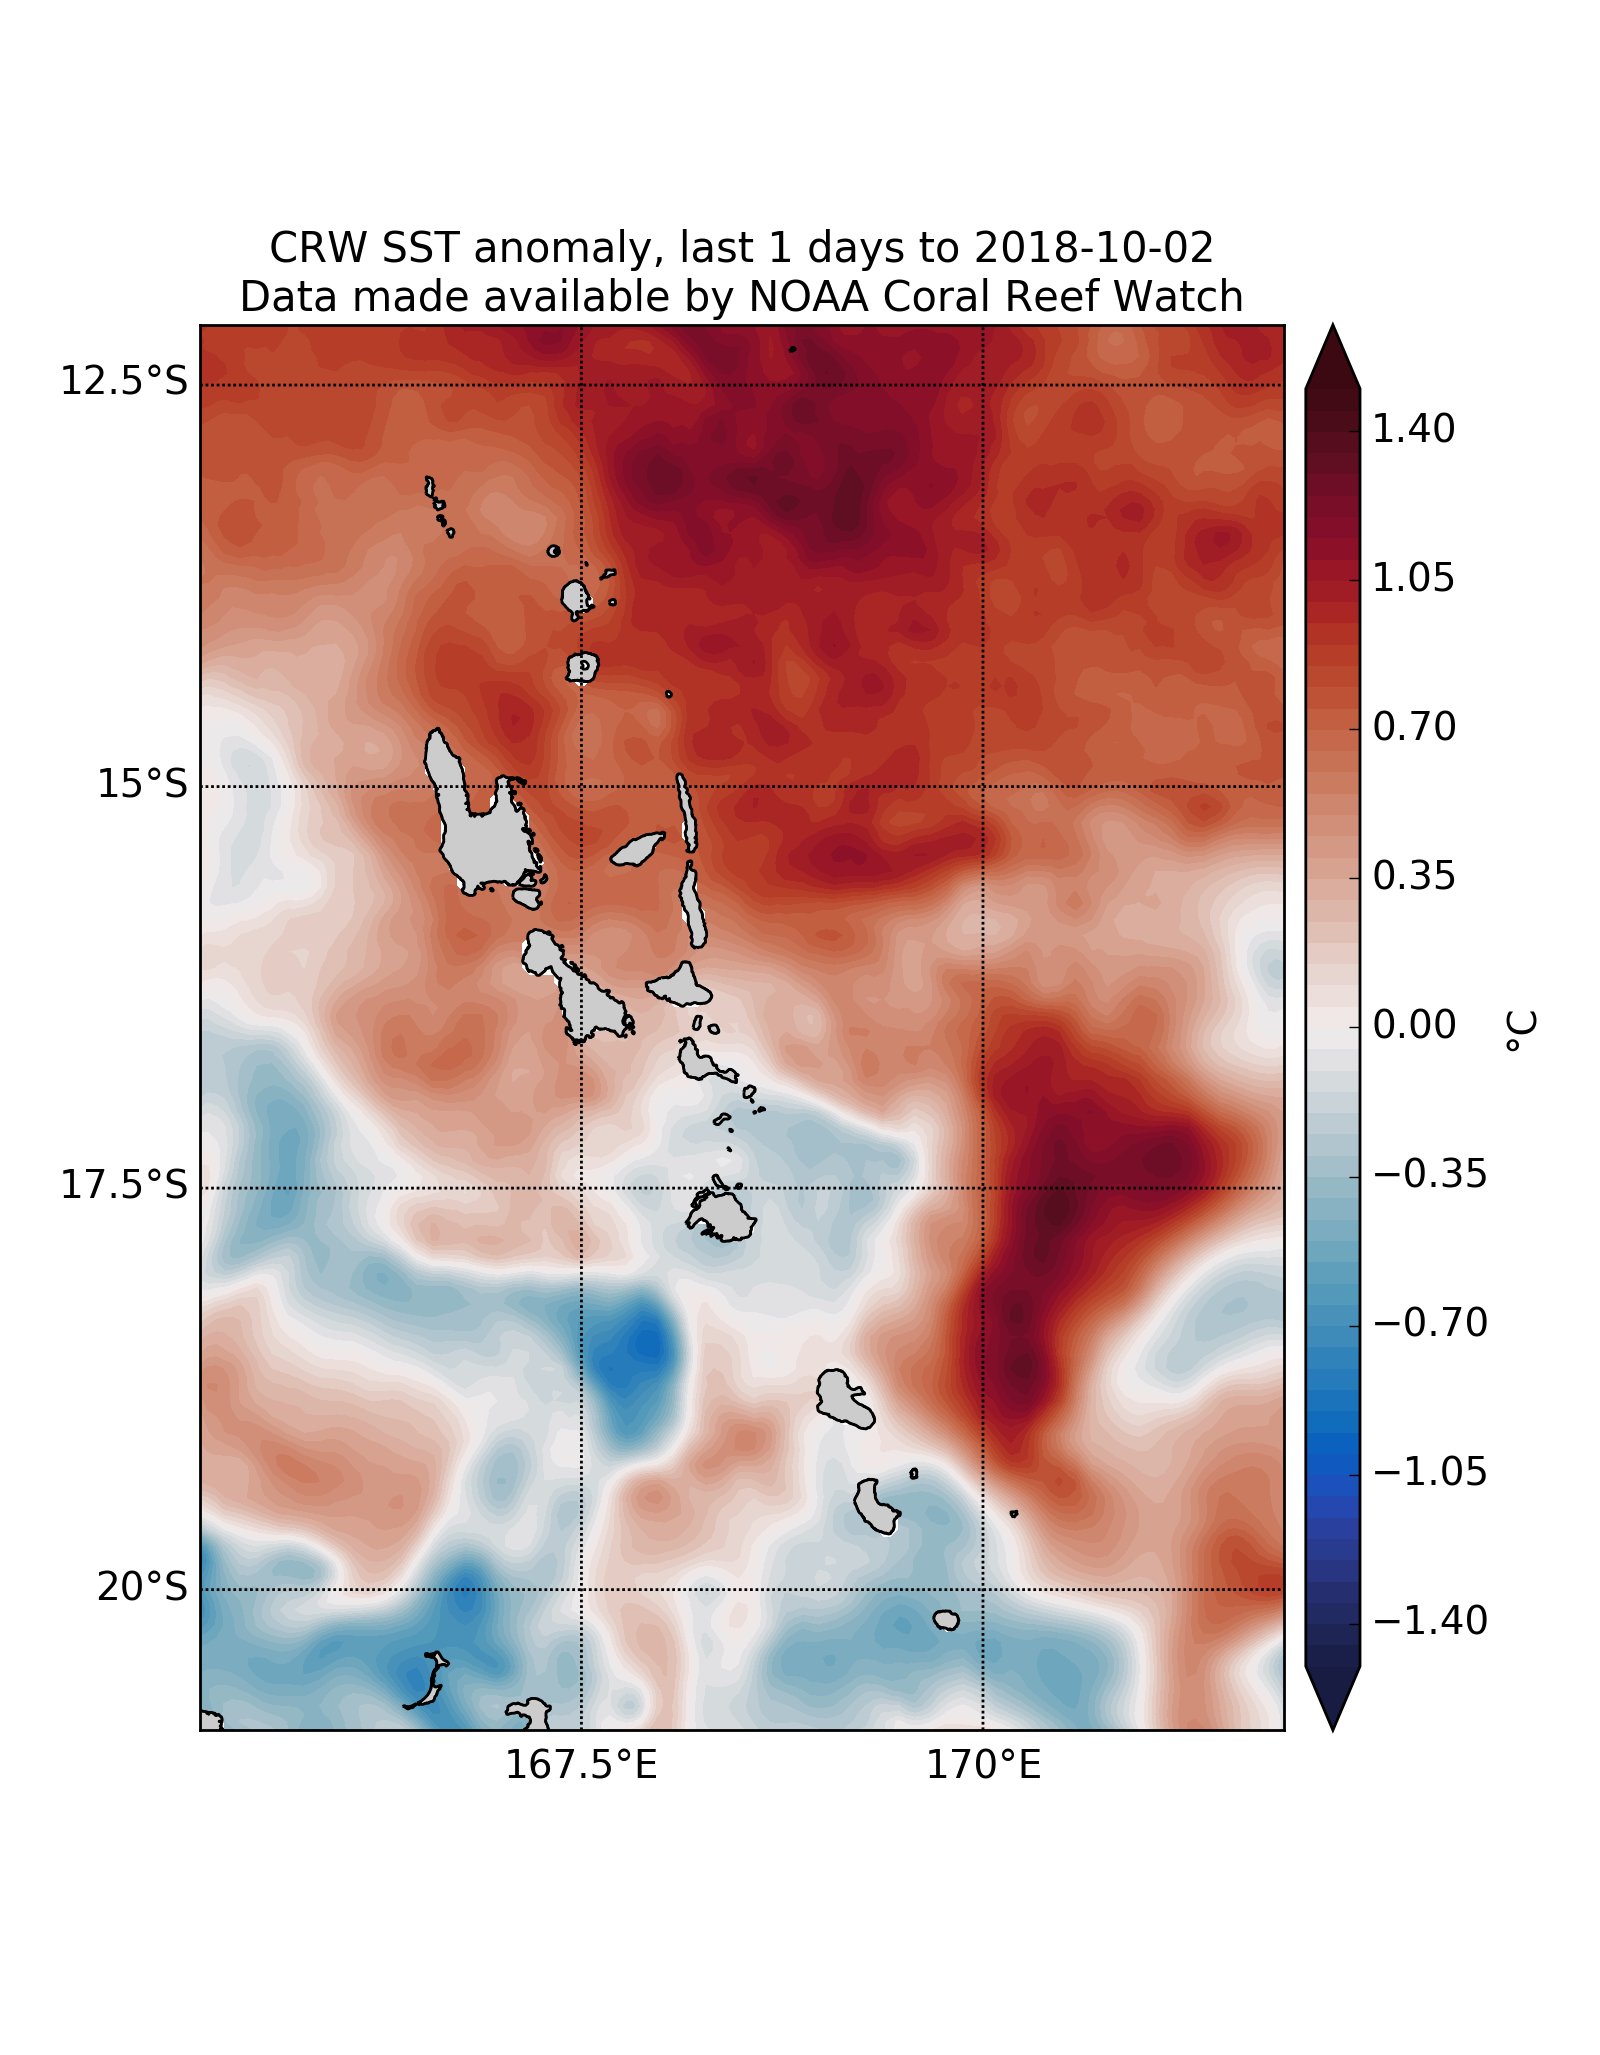 CRW SST anomaly, last 1 days to 2018-10-02
Data made available by NOAA Coral Reef Watch
12.5°S
15°S
17.5°S
20°S
167.5°E
170°E
1.40
1.05
0.70
0.35
0.00
−0.35
−0.70
−1.05
−1.40
°C